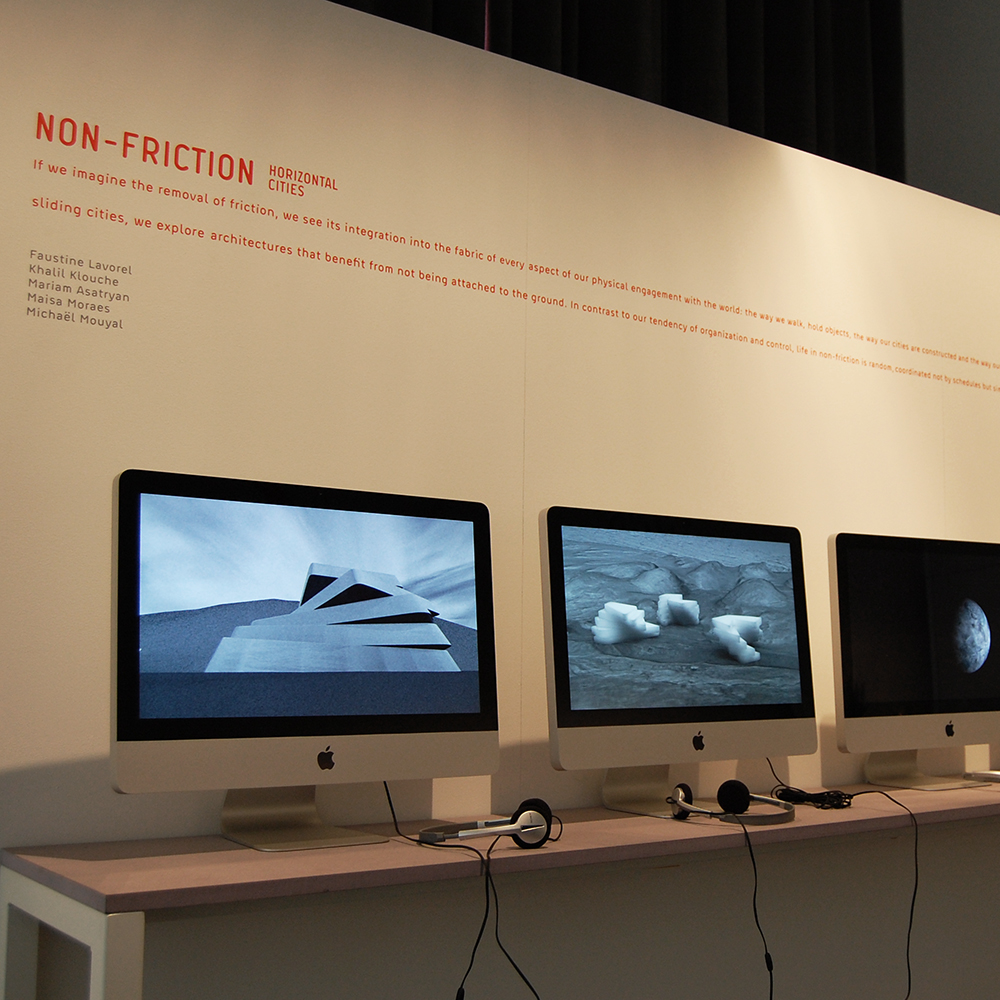 NON-FRICTION
HORIZONTAL
CITIES
If we imagine the removal of friction, we see its integration into the fabric of every aspect of our physical engagement with the world: the way we walk, hold objects, the way our cities are constructed and the way
sliding cities, we explore architectures that benefit from not being attached to the ground. In contrast to our tendency of organization and control, life in non-friction is random, coordinated not by schedules but
Faustine Lavorel
Khalil Klouche
Mariam Asatryan
Maisa Moraes
Michaël Mouyal